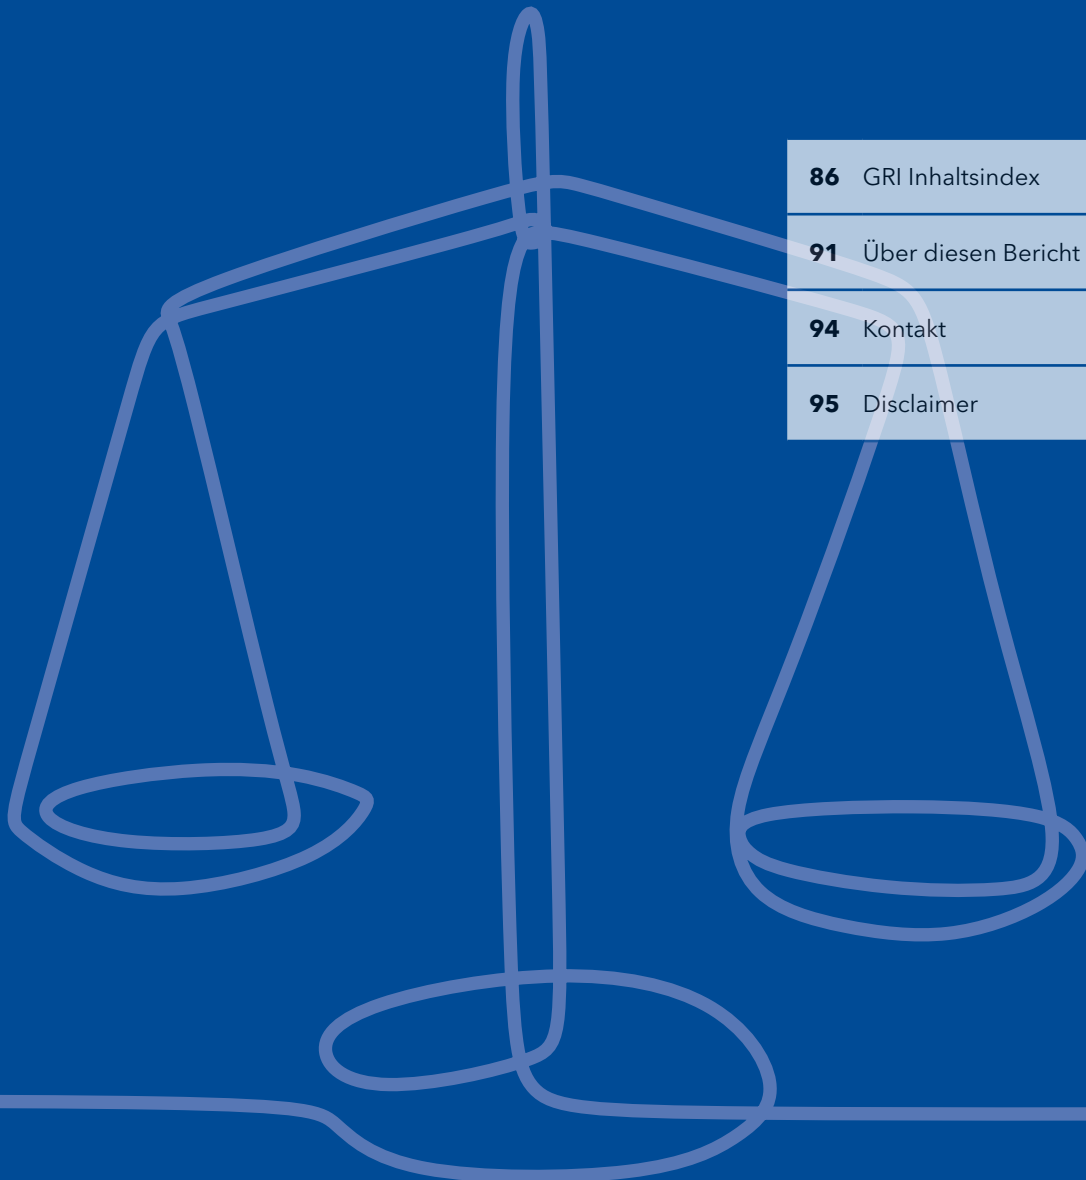 86 GRI Inhaltsindex
91 Über diesen Bericht
94 Kontakt
95 Disclaimer